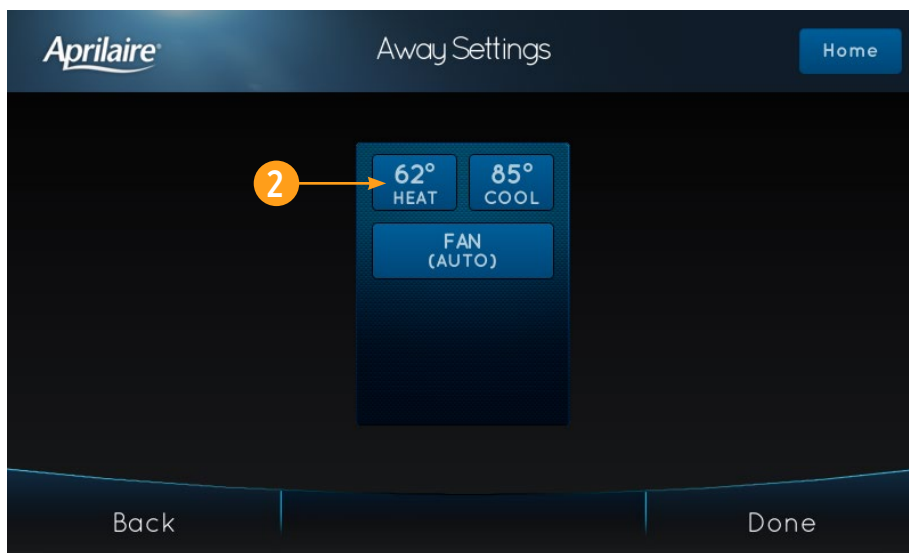 Aprilaire®
Away Settings
Home
2
62°
HEAT
85°
COOL
FAN
(AUTO)
Back
Done